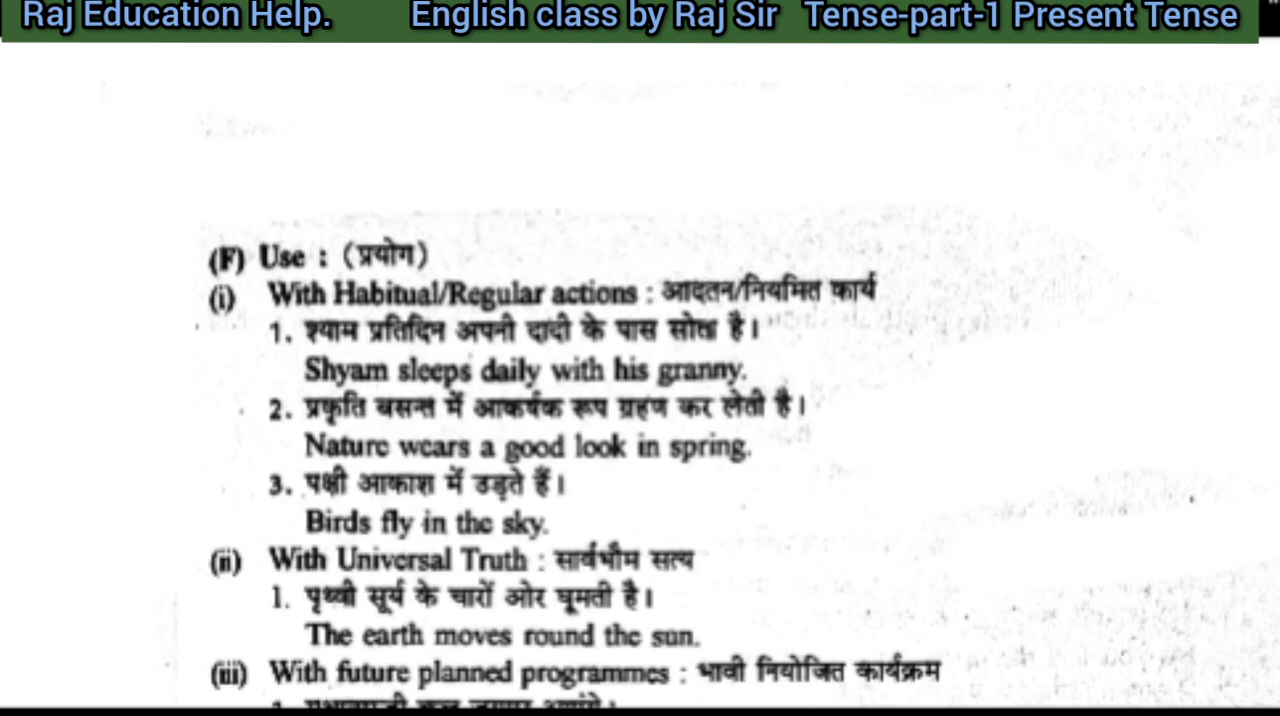 Raj Education Help. English class by Raj Sir Tense-part-1 Present Tense
(F) Use : (प्रयोग)
(i) With Habitual/Regular actions : आदतन/नियमित कार्य
1. श्याम प्रतिदिन अपनी दादी के पास सोता है।
Shyam sleeps daily with his granny.
2. प्रकृति बसन्त में आकर्षक रूप ग्रहण कर लेती है।
Nature wears a good look in spring.
3. पक्षी आकाश में उड़ते हैं।
Birds fly in the sky.
(ii) With Universal Truth : सार्वभौम सत्य
1. पृथ्वी सूर्य के चारों ओर घूमती है।
The earth moves round the sun.
(iii) With future planned programmes : भावी नियोजित कार्यक्रम